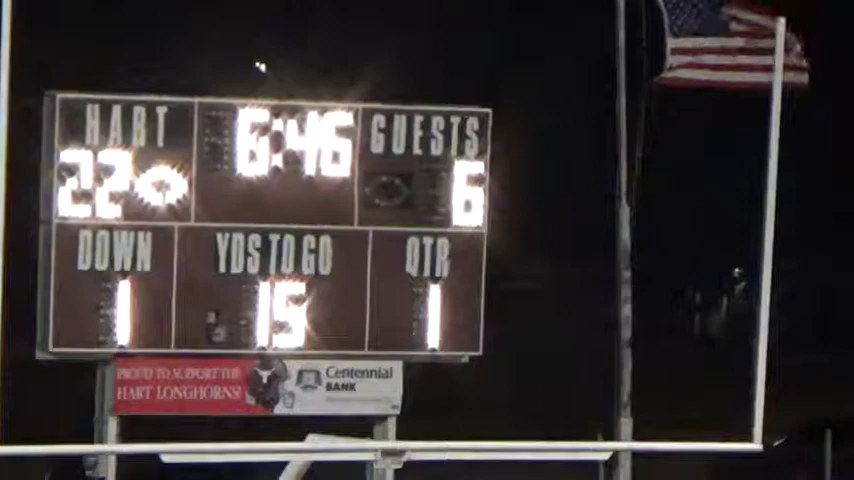 HART 6:46 GUESTS
22 6
DOWN YDS TO GO QTR
1 15 1
PROUD TO SUPPORT THE
HART LONGHORNS!
Centennial
BANK